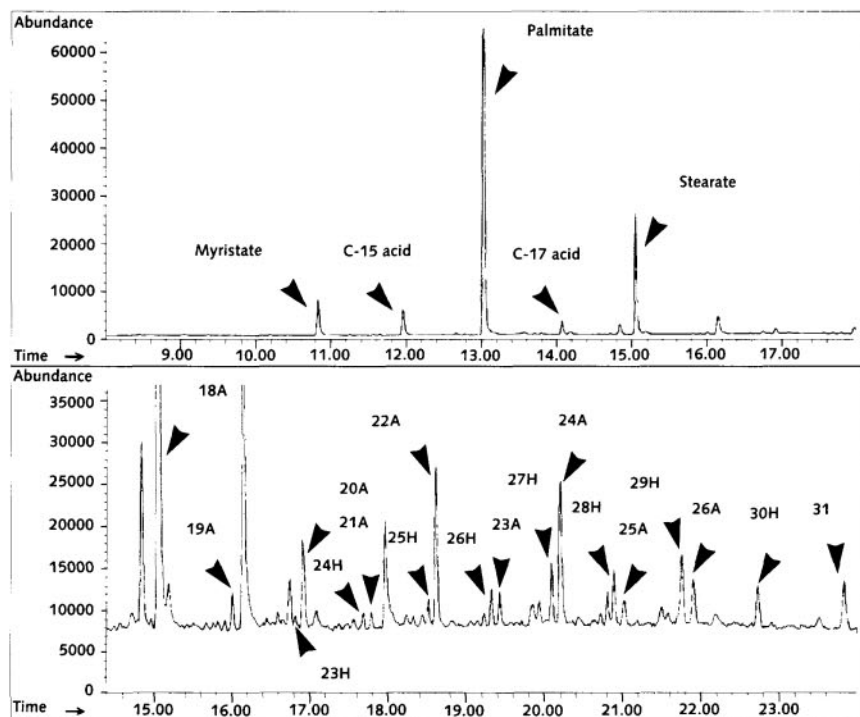 Abundance
60000
50000
40000
30000
20000
10000
0
Palmitate
Stearate
Myristate
C-15 acid
C-17 acid
Time → 9.00 10.00 11.00 12.00 13.00 14.00 15.00 16.00 17.00
Abundance
35000
30000
25000
20000
15000
10000
5000
0
18A
22A
24A
20A
27H
29H
19A
21A
25H
23A
28H
26A
30H
31
24H
26H
25A
23H
Time → 15.00 16.00 17.00 18.00 19.00 20.00 21.00 22.00 23.00